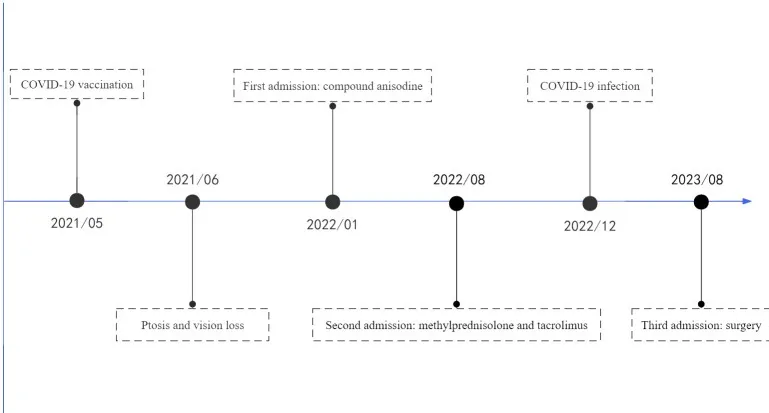 COVID-19 vaccination
First admission: compound anisodine
COVID-19 infection
2021/06
2022/08
2023/08
2021/05
2022/01
2022/12
Ptosis and vision loss
Second admission: methylprednisolone and tacrolimus
Third admission: surgery